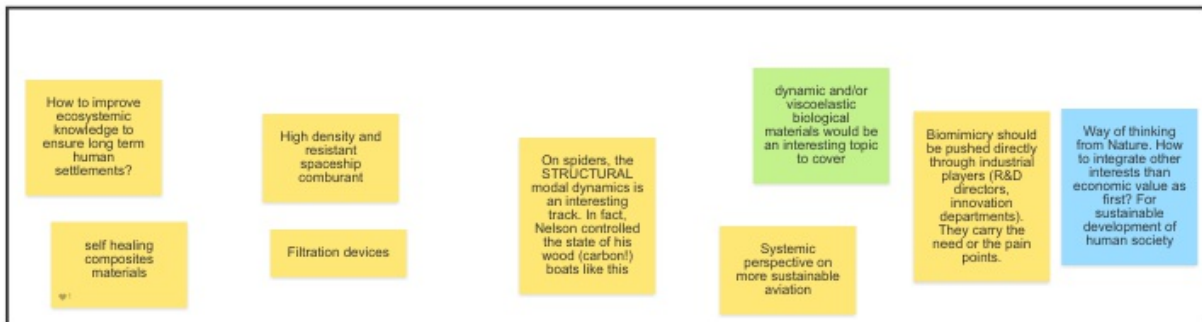 How to improve
ecosystemic
knowledge to
ensure long term
human
settlements?
self healing
composites
materials
High density and
resistant
spaceship
comburant
Filtration devices
On spiders, the
STRUCTURAL
modal dynamics is
an interesting
track. In fact,
Nelson controlled
the state of his
wood (carbon!)
boats like this
dynamic and/or
viscoelastic
biological
materials would be
an interesting topic
to cover
Systemic
perspective on
more sustainable
aviation
Biomimicry should
be pushed directly
through industrial
players (R&D
directors,
innovation
departments).
They carry the
need or the pain
points.
Way of thinking
from Nature. How
to integrate other
interests than
economic value as
first? For
sustainable
development of
human society